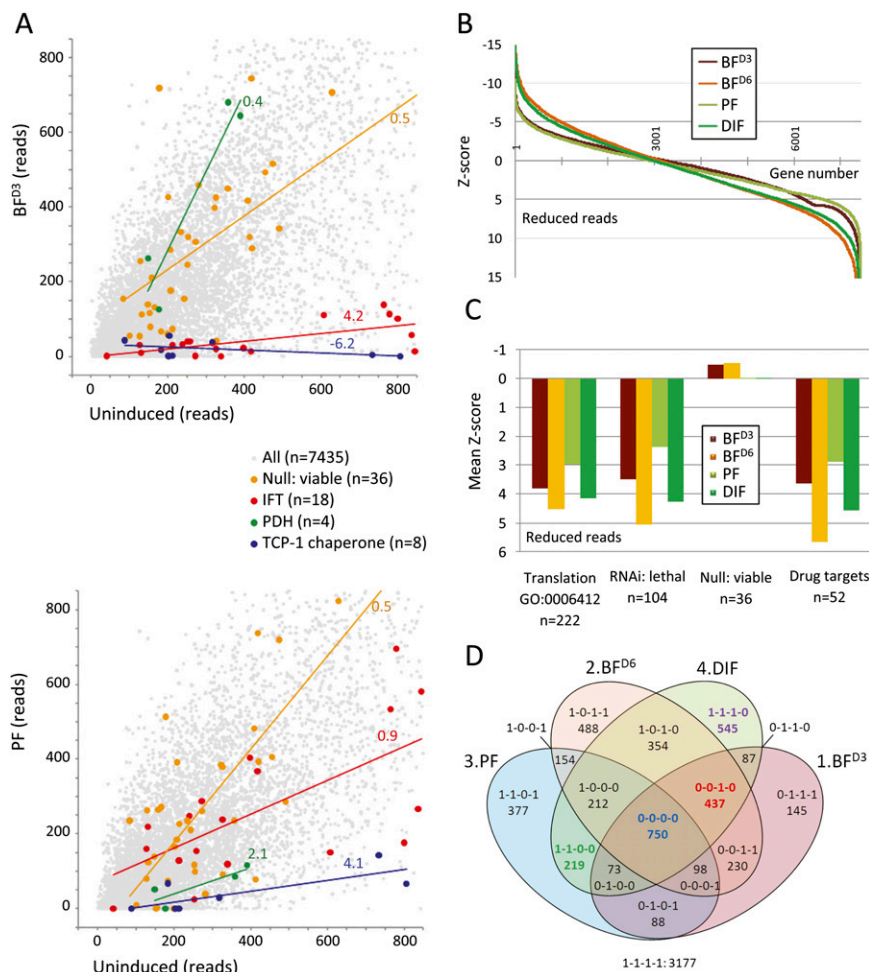 A
BF^D3 (reads)
800
600
400
200
0
0.4
0.5
4.2
-6.2
0 200 400 600 800
Uninduced (reads)
All (n=7435)
Null: viable (n=36)
IFT (n=18)
PDH (n=4)
TCP-1 chaperone (n=8)
PF (reads)
800
600
400
200
0
0.5
0.9
2.1
4.1
0 200 400 600 800
Uninduced (reads)
B
Z-score
-15
-10
-5
0
5
10
15
BF^D3
BF^D6
PF
DIF
1 3001 6001
Gene number
Reduced reads
C
Mean Z-score
-1
0
1
2
3
4
5
6
BF^D3
BF^D6
PF
DIF
Reduced reads
Translation RNAi: lethal Null: viable Drug targets
GO:0006412 n=104 n=36 n=52
n=222
D
2.BF^D6 4.DIF
1-0-1-1
488
1-1-1-0
545
1-0-0-1
154
1-0-1-0
354
0-1-1-0
87
3.PF
1.BF^D3
1-1-0-1
377
1-0-0-0
212
0-0-1-0
437
0-1-1-1
145
0-0-0-0
750
1-1-0-0
219
0-0-1-1
230
73
0-1-0-0
98
0-0-0-1
0-1-0-1
88
1-1-1-1: 3177